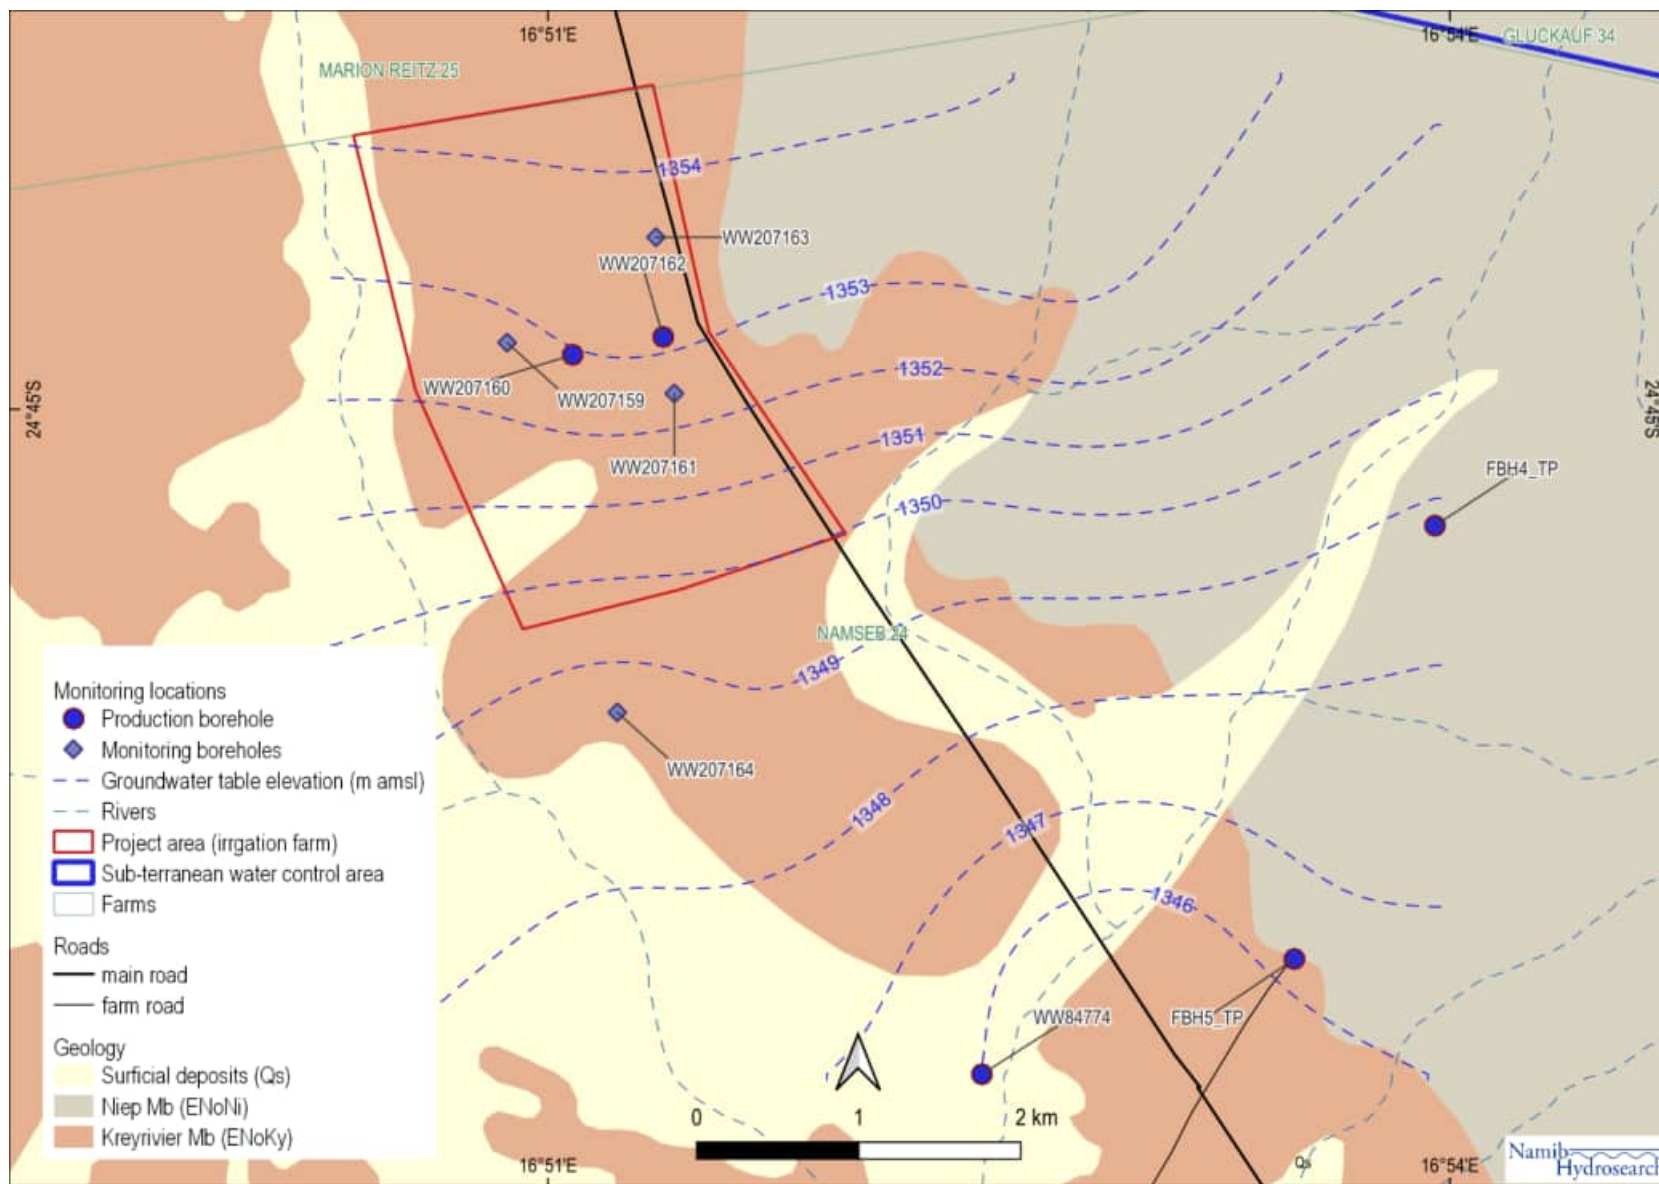 16°51'E
16°54'E
GLUCKAUF 34
MARION REITZ 25
1354
WW207163
WW207162
1353
1352
WW207160
WW207159
24°45'S
24°45'S
1351
WW207161
FBH4_TP
1350
NAMSEB 24
1349
WW207164
1348
1347
1346
WW84774
FBH5_TP
Monitoring locations
Production borehole
Monitoring boreholes
Groundwater table elevation (m amsl)
Rivers
Project area (irrgation farm)
Sub-terranean water control area
Farms
Roads
main road
farm road
Geology
Surficial deposits (Qs)
Niep Mb (ENoNi)
Kreyrivier Mb (ENoKy)
0 1 2 km
16°51'E
Qs
16°54'E
Namib
Hydrosearch